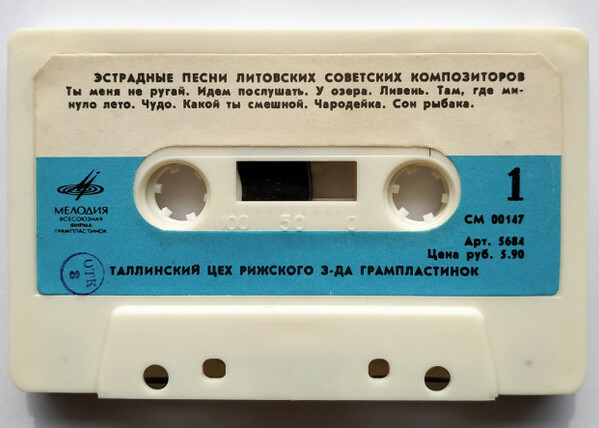 ЭСТРАДНЫЕ ПЕСНИ ЛИТОВСКИХ СОВЕТСКИХ КОМПОЗИТОРОВ
Ты меня не ругай. Идем послушать. У озера. Ливень. Там, где ми-
нуло лето. Чудо. Какой ты смешной. Чародейка. Сон рыбака.
МЕЛОДИЯ
ВСЕСОЮЗНАЯ
ФИРМА
ГРАМПЛАСТИНОК
100 50 0
1
СМ 00147
Арт. 5684
Цена руб. 5.90
UTK
8
ТАЛЛИНСКИЙ ЦЕХ РИЖСКОГО З-ДА ГРАМПЛАСТИНОК